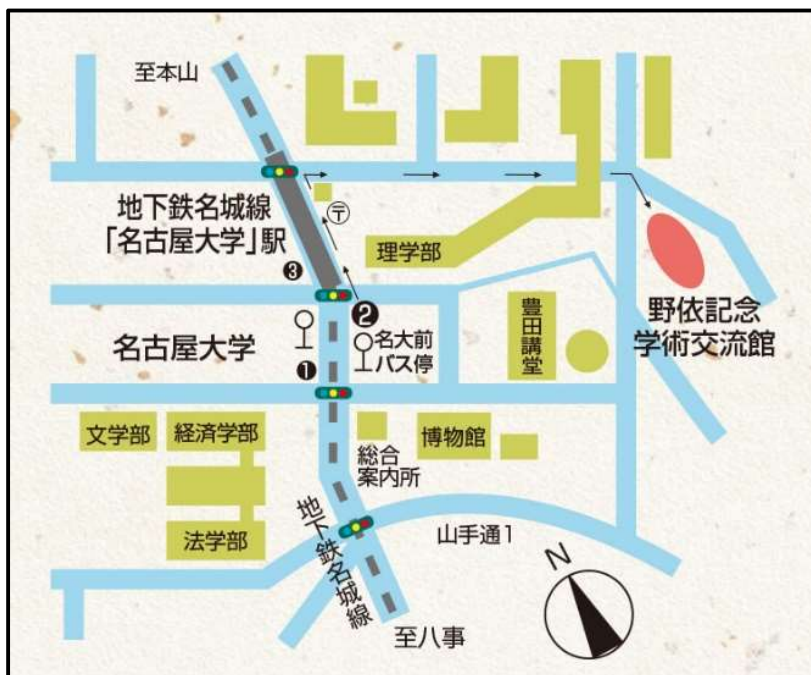 至本山
地下鉄名城線
「名古屋大学」駅
〒
理学部
❸
❷
野依記念
学術交流館
豊田講堂
名古屋大学
名大前
バス停
❶
文学部
経済学部
総合
案内所
博物館
法学部
地下鉄名城線
山手通1
N
至八事